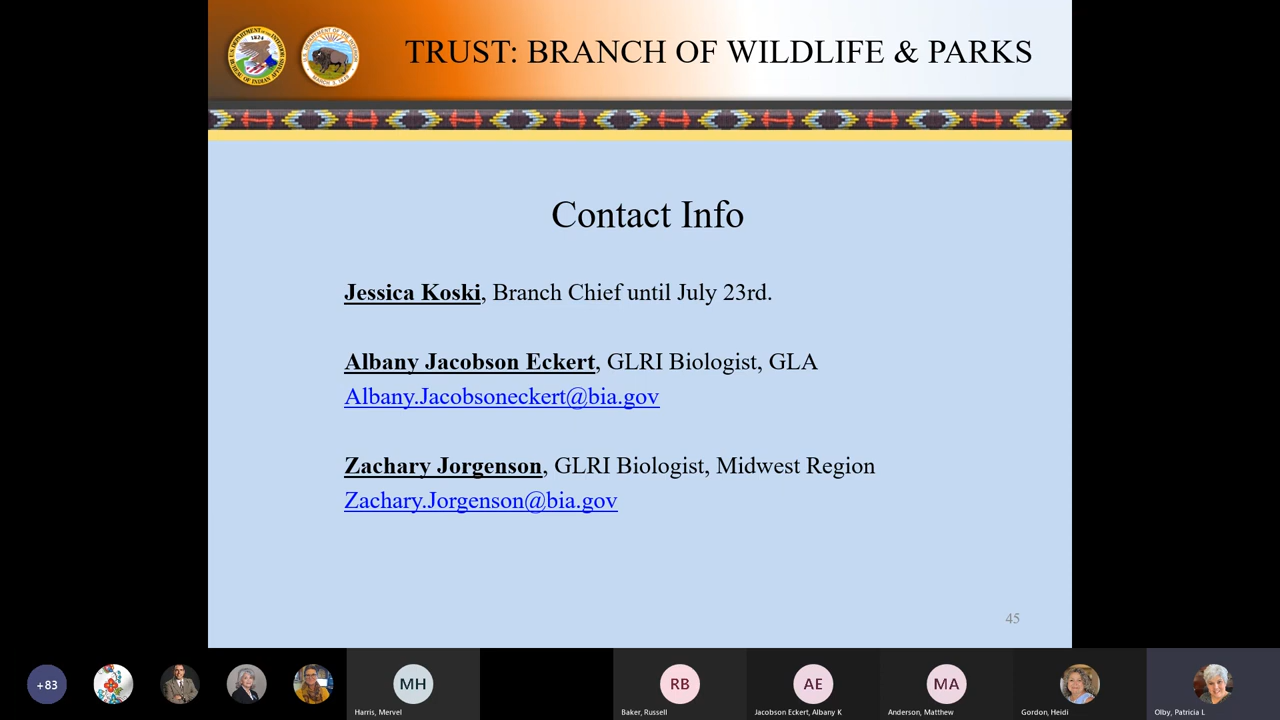 TRUST: BRANCH OF WILDLIFE & PARKS
Contact Info
Jessica Koski, Branch Chief until July 23rd.
Albany Jacobson Eckert, GLRI Biologist, GLA
Albany.Jacobsoneckert@bia.gov
Zachary Jorgenson, GLRI Biologist, Midwest Region
Zachary.Jorgenson@bia.gov
45
+83
MH
RB
AE
MA
Harris, Mervel
Baker, Russell
Jacobson Eckert, Albany K
Anderson, Matthew
Gordon, Heidi
Olby, Patricia L